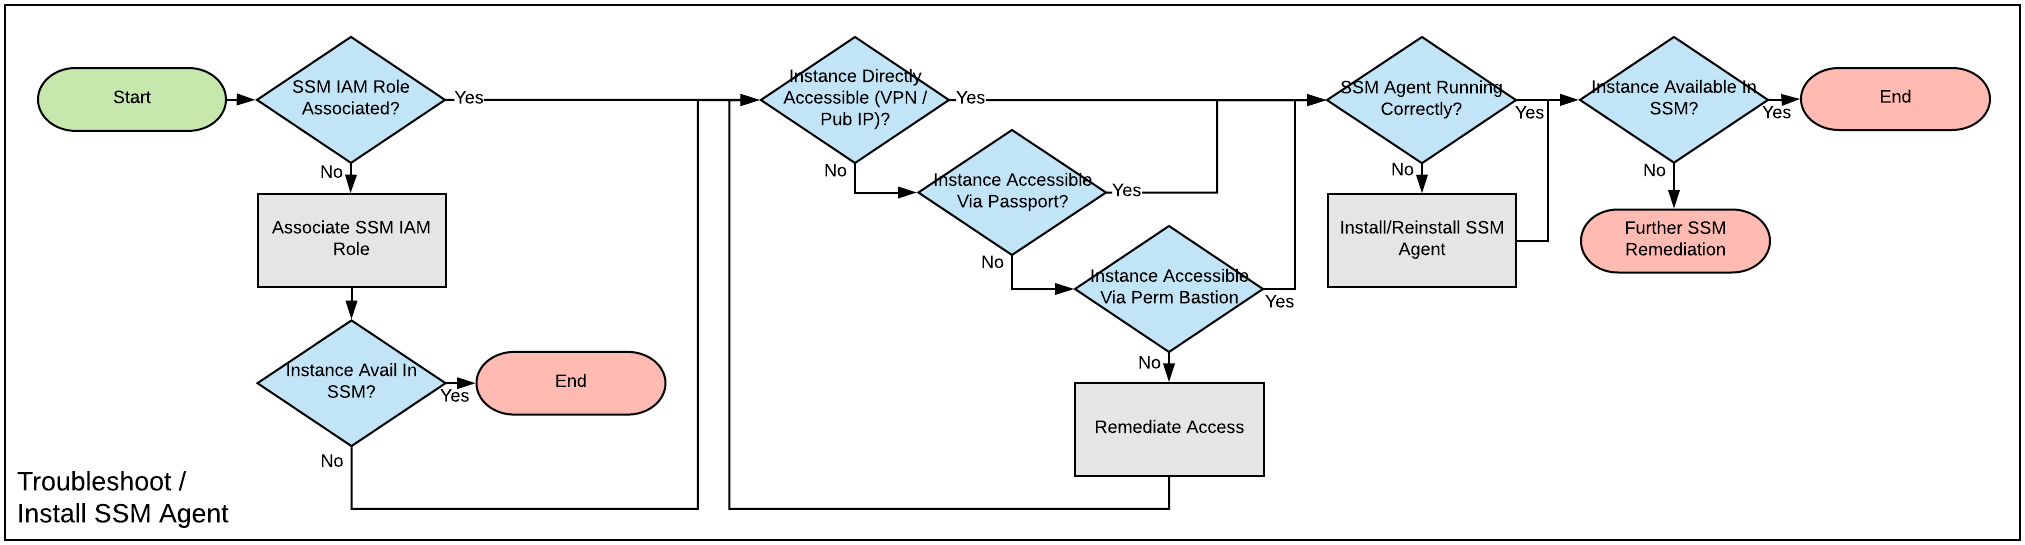 Start
SSM IAM Role
Associated?
Yes
No
Associate SSM IAM
Role
Instance Avail In
SSM?
Yes
End
No
Instance Directly
Accessible (VPN /
Pub IP)?
Yes
No
Instance Accessible
Via Passport?
Yes
No
Instance Accessible
Via Perm Bastion
Yes
No
Remediate Access
SSM Agent Running
Correctly?
Yes
No
Install/Reinstall SSM
Agent
Instance Available In
SSM?
Yes
End
No
Further SSM
Remediation
Troubleshoot /
Install SSM Agent